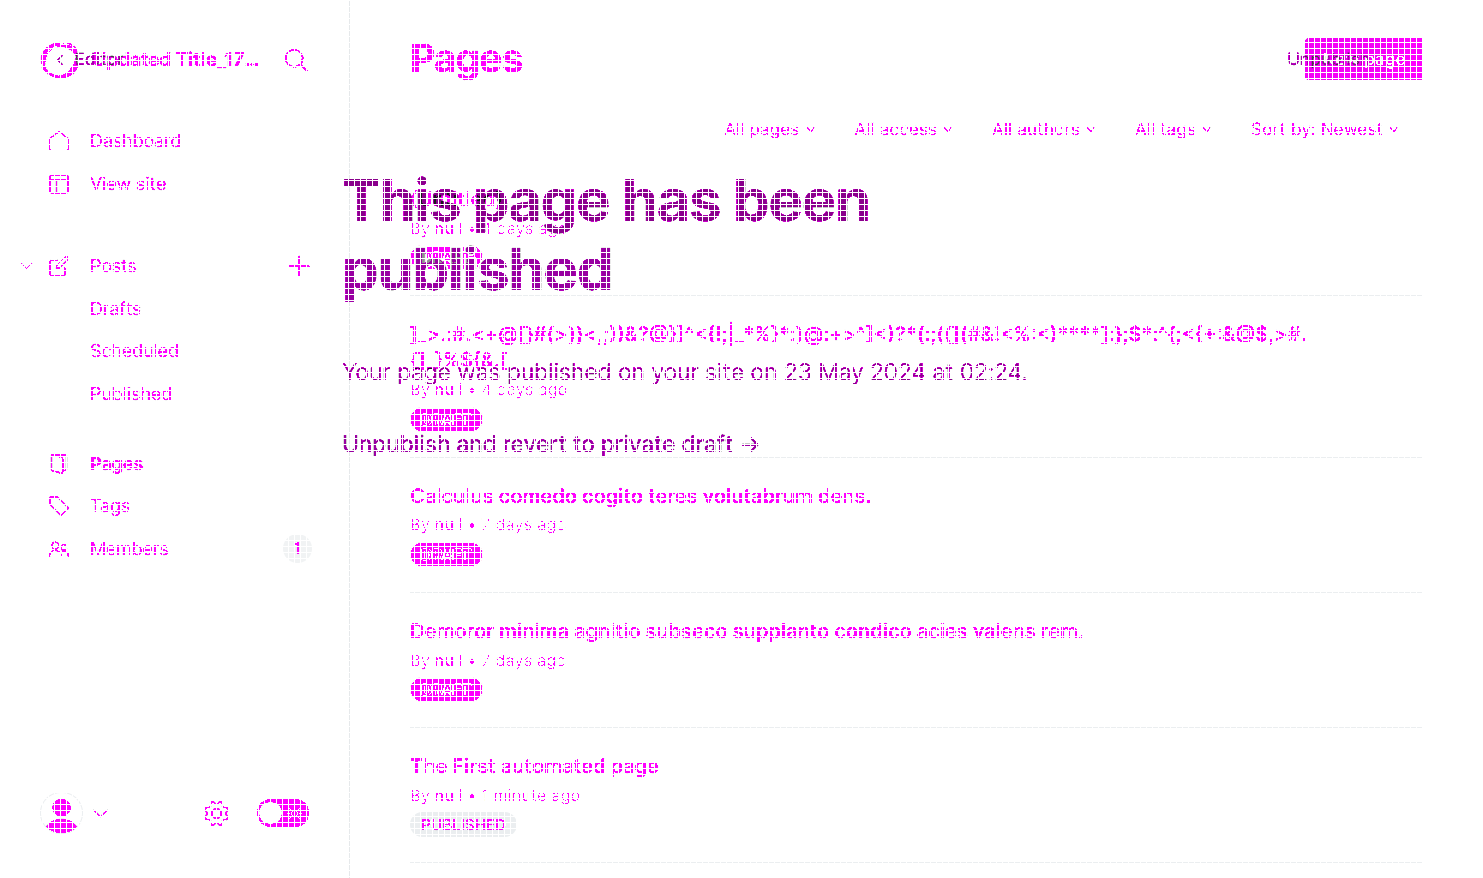 Updated Title_17...
Pages
Dashboard
View site
Posts
Drafts
Scheduled
Published
Pages
Tags
Members
1
All pages
All access
All authors
All tags
Sort by: Newest
This page has been
published
By null • 4 days ago
Your page was published on your site on 23 May 2024 at 02:24.
By null • 4 days ago
DRAFT
Unpublish and revert to private draft →
Calculus comedo cogito teres volutabrum dens.
By null • 7 days ago
DRAFT
Demoror minima agnitio subseco supplanto condico acies valens rem.
By null • 7 days ago
DRAFT
The First automated page
By null • 1 minute ago
PUBLISHED